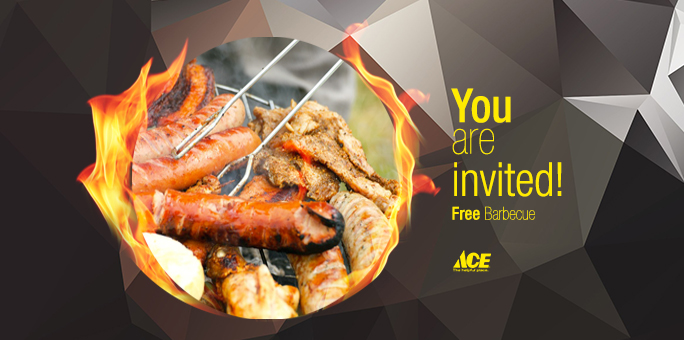 You
are
invited!
Free Barbecue
ACE
The helpful place.